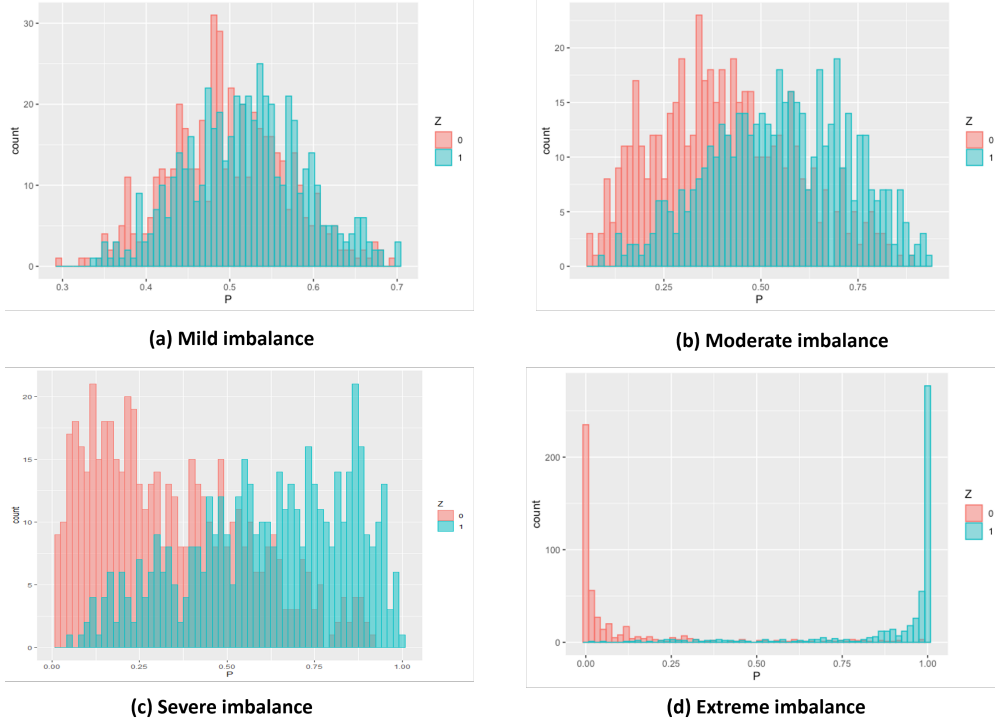 30
20
10
0
count
0.3 0.4 0.5 0.6 0.7
P
Z
0
1
(a) Mild imbalance
20
15
10
5
0
count
0.25 0.50 0.75
P
Z
0
1
(b) Moderate imbalance
20
15
10
5
0
count
0.00 0.25 0.50 0.75 1.00
P
Z
0
1
(c) Severe imbalance
200
100
0
count
0.00 0.25 0.50 0.75 1.00
P
Z
0
1
(d) Extreme imbalance